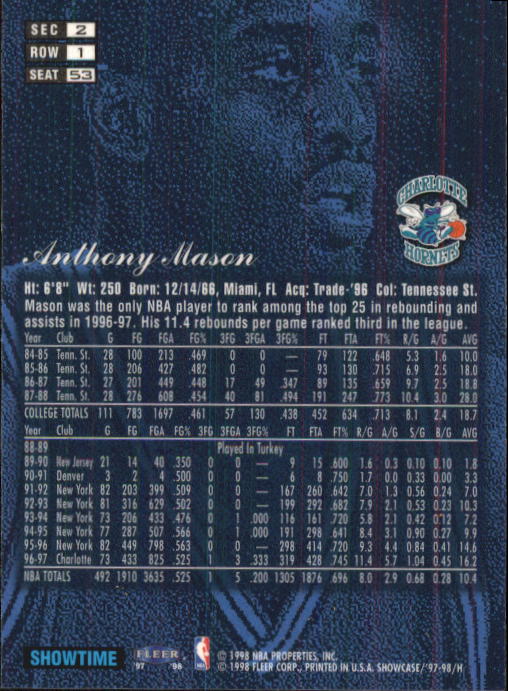 SEC 2
ROW 1
SEAT 53
CHARLOTTE
HORNETS
Anthony Mason
Ht: 6'8" Wt: 250 Born: 12/14/66, Miami, FL Acq: Trade-'96 Col: Tennessee St.
Mason was the only NBA player to rank among the top 25 in rebounding and
assists in 1996-97. His 11.4 rebounds per game ranked third in the league.
Year Club G FG FGA FG% 3FG 3FGA 3FG% FT FTA FT% R/G A/G AVG
84-85 Tenn. St. 28 100 213 .469 0 0 — 79 122 .648 5.3 1.6 10.0
85-86 Tenn. St. 28 206 427 .482 0 0 — 93 130 .715 6.9 2.5 18.0
86-87 Tenn. St. 27 201 449 .448 17 49 .347 89 135 .659 9.7 2.5 18.8
87-88 Tenn. St. 28 276 608 .454 40 81 .494 191 247 .773 10.4 3.0 28.0
COLLEGE TOTALS 111 783 1697 .461 57 130 .438 452 634 .713 8.1 2.4 18.7
Year Club G FG FGA FG% 3FG 3FGA 3FG% FT FTA FT% R/G A/G S/G B/G AVG
88-89 Played In Turkey
89-90 New Jersey 21 14 40 .350 0 0 — 9 15 .600 1.6 0.3 0.10 0.10 1.8
90-91 Denver 3 2 4 .500 0 0 — 6 8 .750 1.7 0.0 0.33 0.00 3.3
91-92 New York 82 203 399 .509 0 0 — 167 260 .642 7.0 1.3 0.56 0.24 7.0
92-93 New York 81 316 629 .502 0 0 — 199 292 .682 7.9 2.1 0.53 0.23 10.3
93-94 New York 73 206 433 .476 0 1 .000 116 161 .720 5.8 2.1 0.42 0.12 7.2
94-95 New York 77 287 507 .566 0 1 .000 191 298 .641 8.4 3.1 0.90 0.27 9.9
95-96 New York 82 449 798 .563 0 0 — 298 414 .720 9.3 4.4 0.84 0.41 14.6
96-97 Charlotte 73 433 825 .525 1 3 .333 319 428 .745 11.4 5.7 1.04 0.45 16.2
NBA TOTALS 492 1910 3635 .525 1 5 .200 1305 1876 .696 8.0 2.9 0.68 0.28 10.4
SHOWTIME
FLEER
'97 '98
NBA
© 1998 NBA PROPERTIES, INC.
© 1998 FLEER CORP., PRINTED IN U.S.A. SHOWCASE/'97-98/H